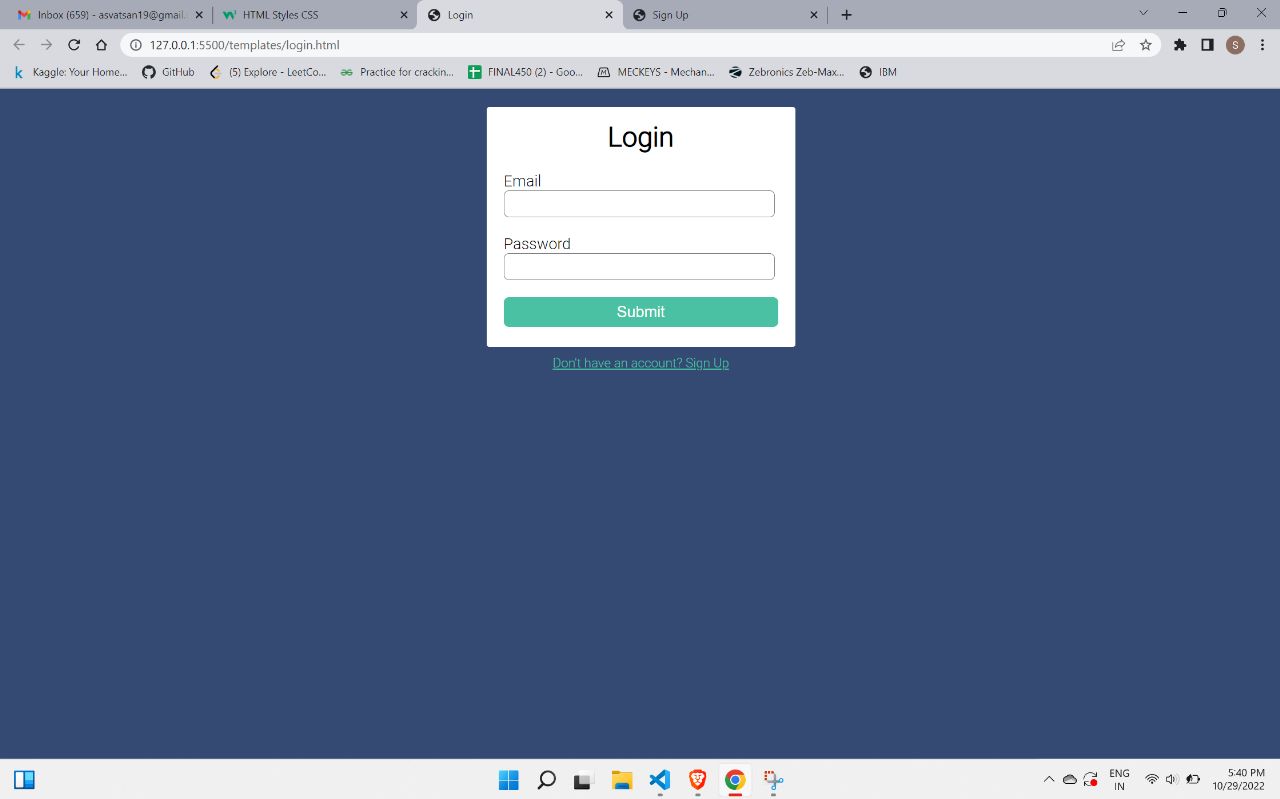 Inbox (659) - asvatsan19@gmail.
HTML Styles CSS
Login
Sign Up
127.0.0.1:5500/templates/login.html
S
Kaggle: Your Home...
GitHub
(5) Explore - LeetCo...
Practice for crackin...
FINAL450 (2) - Goo...
MECKEYS - Mechan...
Zebronics Zeb-Max...
IBM
Login
Email
Password
Submit
Don't have an account? Sign Up
ENG
IN
5:40 PM
10/29/2022